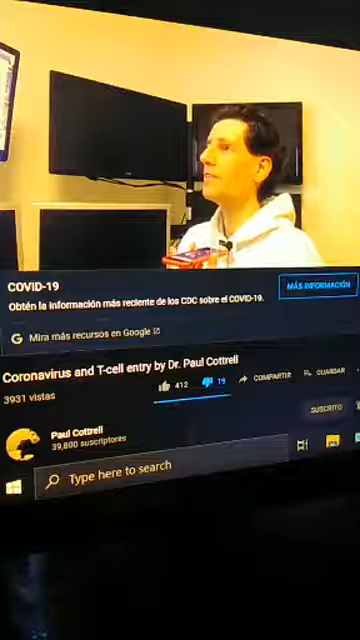 COVID-19
Obtén la información más reciente de los CDC sobre el COVID-19.
MÁS INFORMACIÓN
Mira más recursos en Google
Coronavirus and T-cell entry by Dr. Paul Cottrell
3931 vistas
412
19
COMPARTIR
GUARDAR
Paul Cottrell
39,800 suscriptores
SUSCRITO
Type here to search